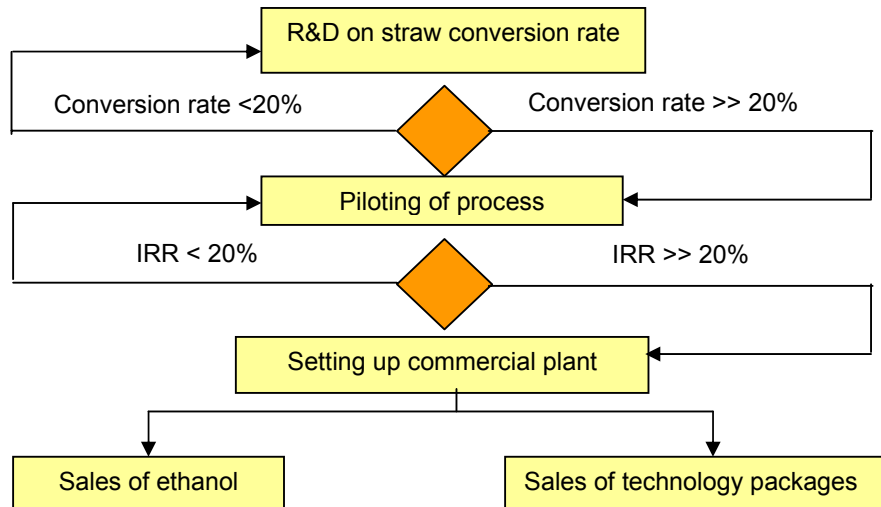 R&D on straw conversion rate
Conversion rate <20%
Conversion rate >> 20%
Piloting of process
IRR < 20%
IRR >> 20%
Setting up commercial plant
Sales of ethanol
Sales of technology packages